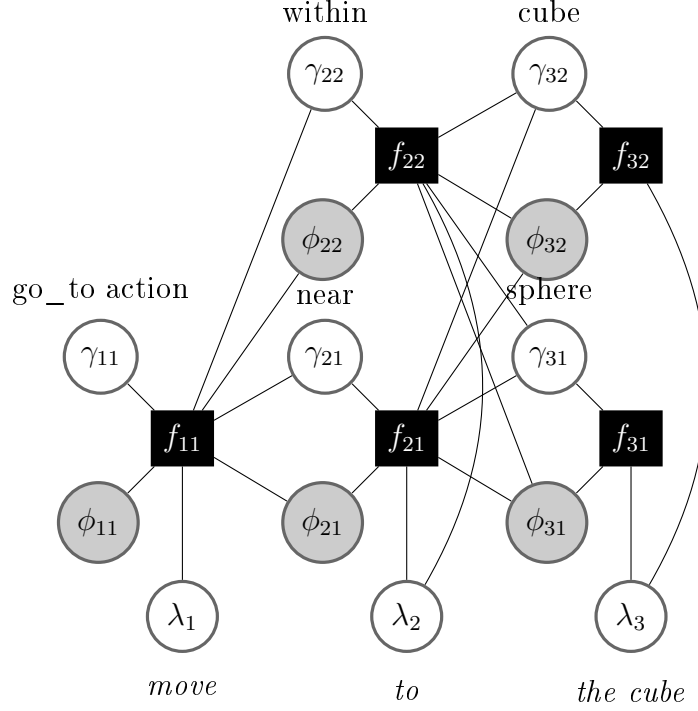 within cube
γ₂₂ γ₃₂
f₂₂ f₃₂
ϕ₂₂ ϕ₃₂
go_to action near sphere
γ₁₁ γ₂₁ γ₃₁
f₁₁ f₂₁ f₃₁
ϕ₁₁ ϕ₂₁ ϕ₃₁
λ₁ λ₂ λ₃
move to the cube